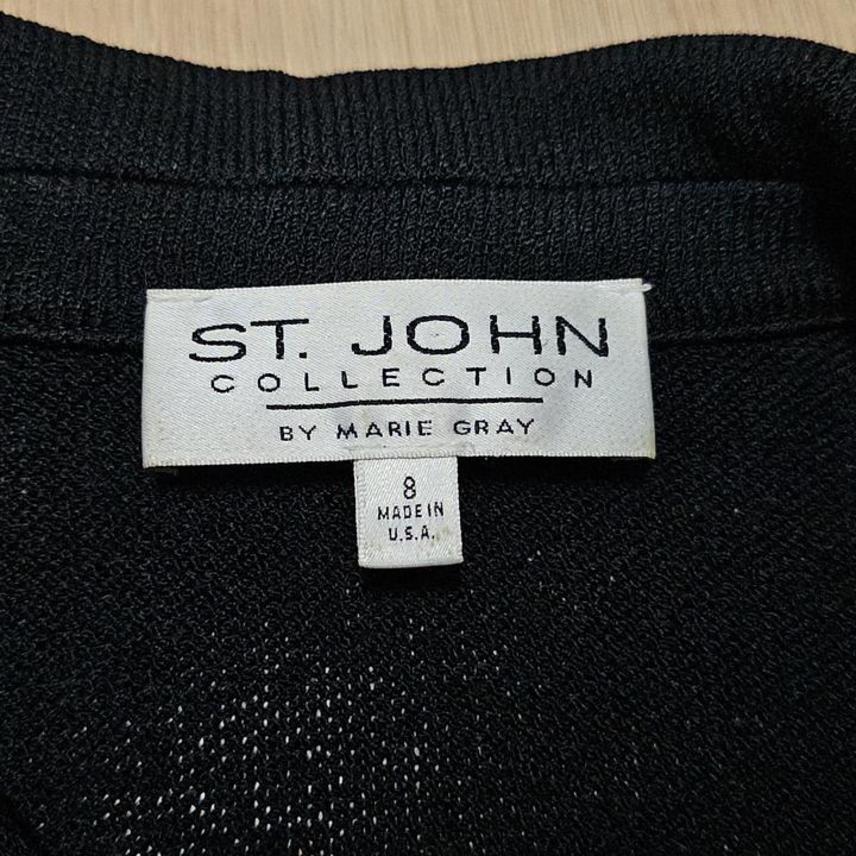 ST. JOHN
COLLECTION
BY MARIE GRAY
8
MADE IN
U.S.A.